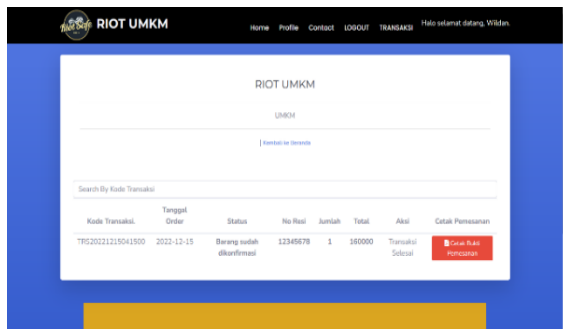 RIOT UMKM
Home Profile Contact LOGOUT TRANSAKSI Halo selamat datang, Wildan.
RIOT UMKM
UMKM
| Kembali ke Beranda
Search By Kode Transaksi
Kode Transaksi. Tanggal Order Status No Resi Jumlah Total Aksi Cetak Pemesanan
TRS20221215041500 2022-12-15 Barang sudah dikonfirmasi 12345678 1 160000 Transaksi Selesai Cetak Bukti Pemesanan